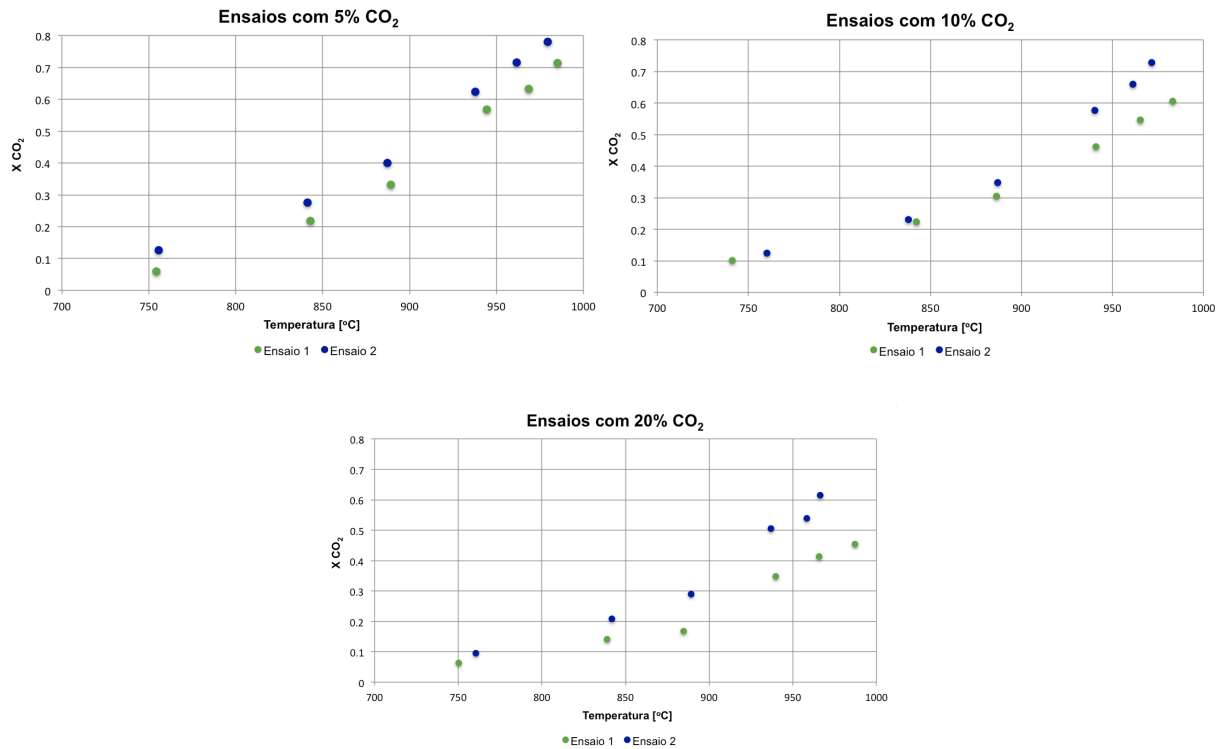 Ensaios com 5% CO₂
0.8
0.7
0.6
0.5
0.4
0.3
0.2
0.1
0
X CO₂
700 750 800 850 900 950 1000
Temperatura [ºC]
Ensaio 1 Ensaio 2
Ensaios com 10% CO₂
0.8
0.7
0.6
0.5
0.4
0.3
0.2
0.1
0
X CO₂
700 750 800 850 900 950 1000
Temperatura [ºC]
Ensaio 1 Ensaio 2
Ensaios com 20% CO₂
0.8
0.7
0.6
0.5
0.4
0.3
0.2
0.1
0
X CO₂
700 750 800 850 900 950 1000
Temperatura [ºC]
Ensaio 1 Ensaio 2